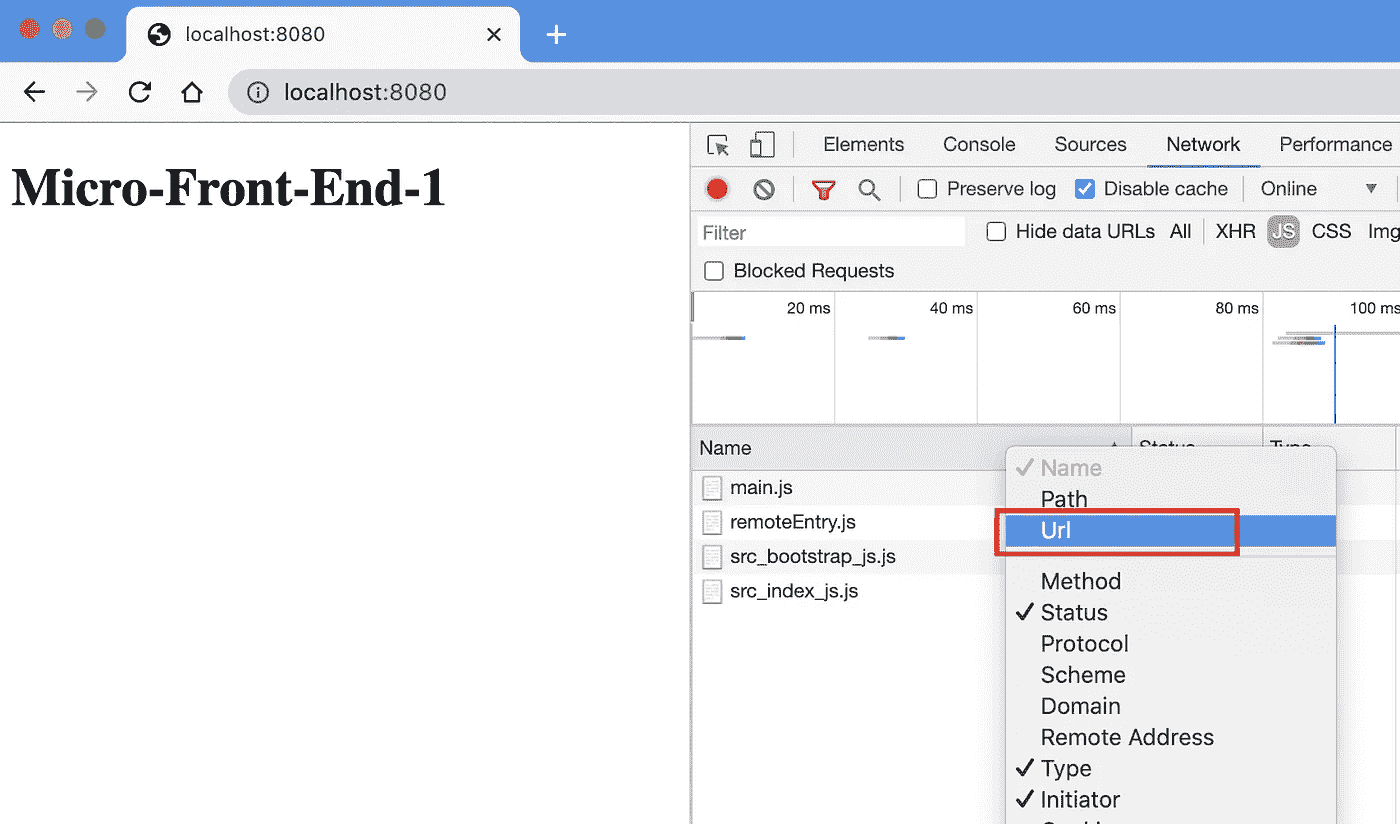 localhost:8080
localhost:8080
Micro-Front-End-1
Elements Console Sources Network Performance
Preserve log Disable cache Online
Filter Hide data URLs All XHR JS CSS Img
Blocked Requests
20 ms 40 ms 60 ms 80 ms 100 ms
Name Status Type
main.js
remoteEntry.js
src_bootstrap_js.js
src_index_js.js
Name
Path
Url
Method
Status
Protocol
Scheme
Domain
Remote Address
Type
Initiator